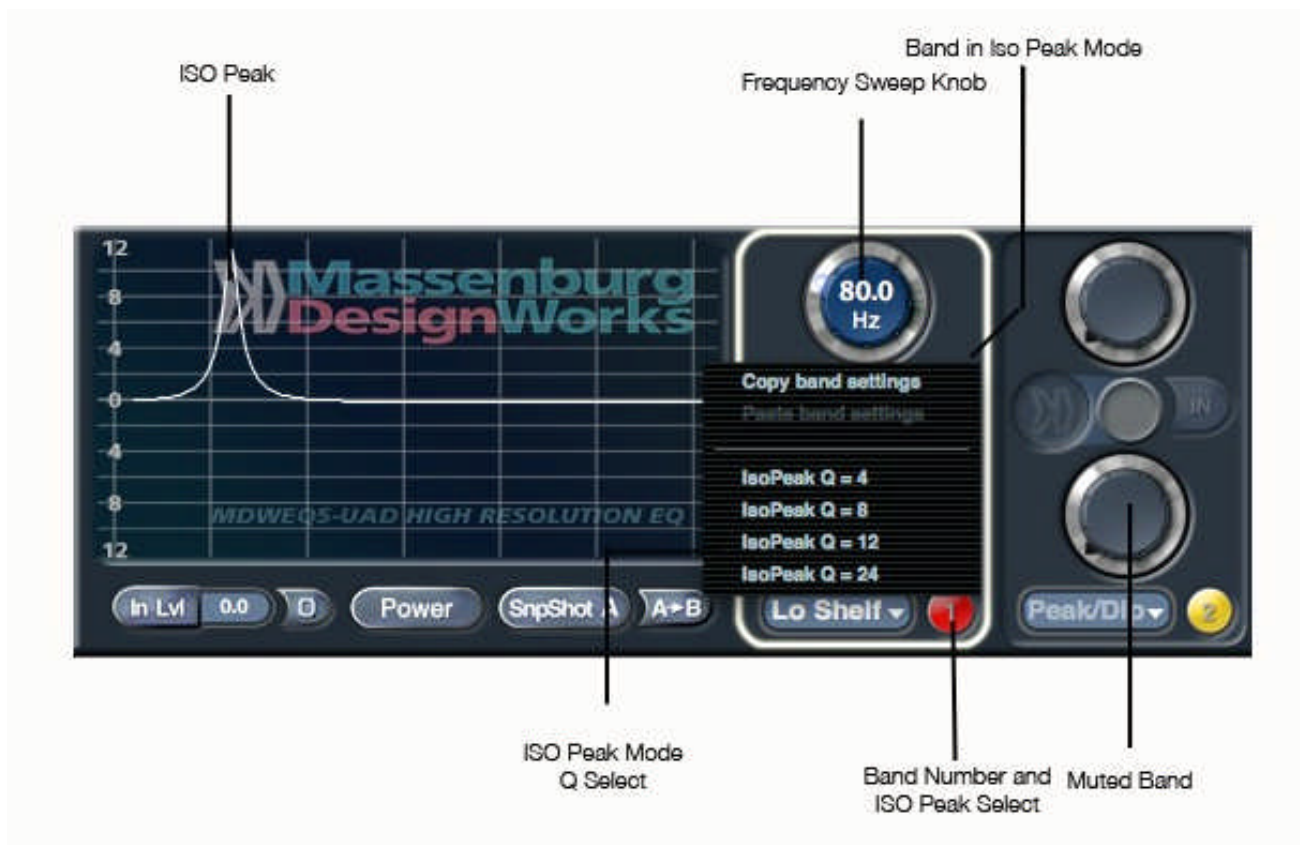 ISO Peak
Band in Iso Peak Mode
Frequency Sweep Knob
12
8
4
0
4
8
12
Massenburg
DesignWorks
MDWEQ5-UAD HIGH RESOLUTION EQ
80.0
Hz
Copy band settings
Paste band settings
IsoPeak Q = 4
IsoPeak Q = 8
IsoPeak Q = 12
IsoPeak Q = 24
IN
In Lvl 0.0 O Power SnpShot A A▸B Lo Shelf 1 Peak/Dip 2
ISO Peak Mode
Q Select
Band Number and
ISO Peak Select
Muted Band